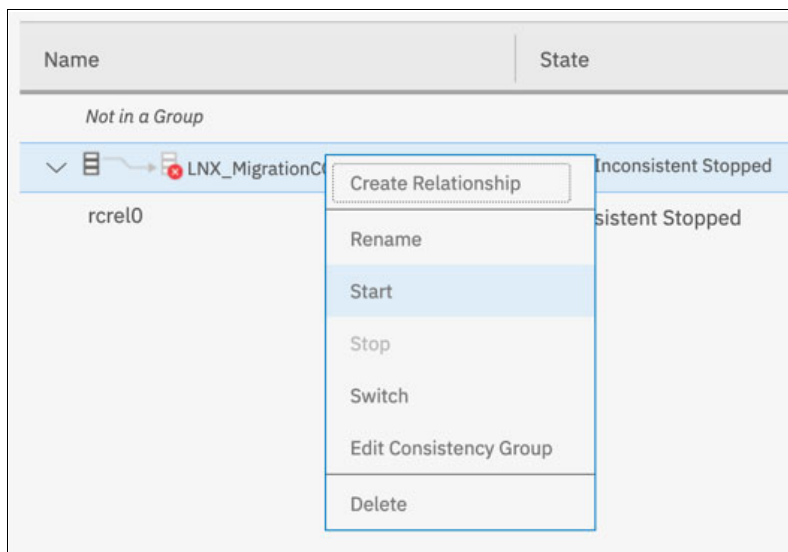 Name State
Not in a Group
LNX_MigrationC Inconsistent Stopped
rcrel0 sistent Stopped
Create Relationship
Rename
Start
Stop
Switch
Edit Consistency Group
Delete